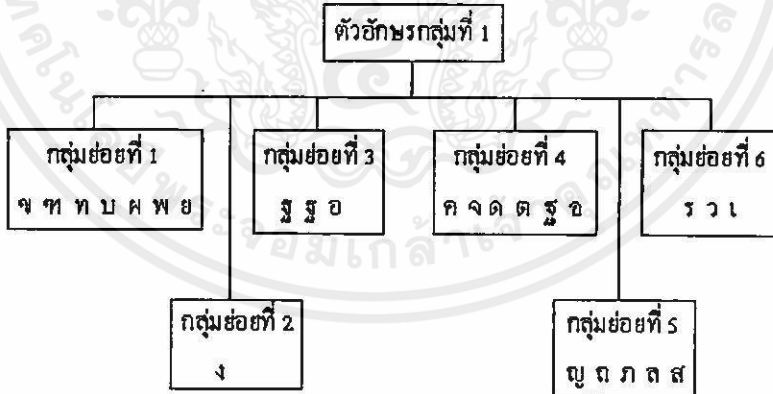 ตัวอักษรกลุ่มที่ 1
กลุ่มย่อยที่ 1
ฃ ฑ ท บ ผ พ ย
กลุ่มย่อยที่ 3
ฐ ฐ อ
กลุ่มย่อยที่ 4
ค จ ด ต ฐ อ
กลุ่มย่อยที่ 6
ร ว เ
กลุ่มย่อยที่ 2
ง
กลุ่มย่อยที่ 5
ญ ถ ภ ล ส